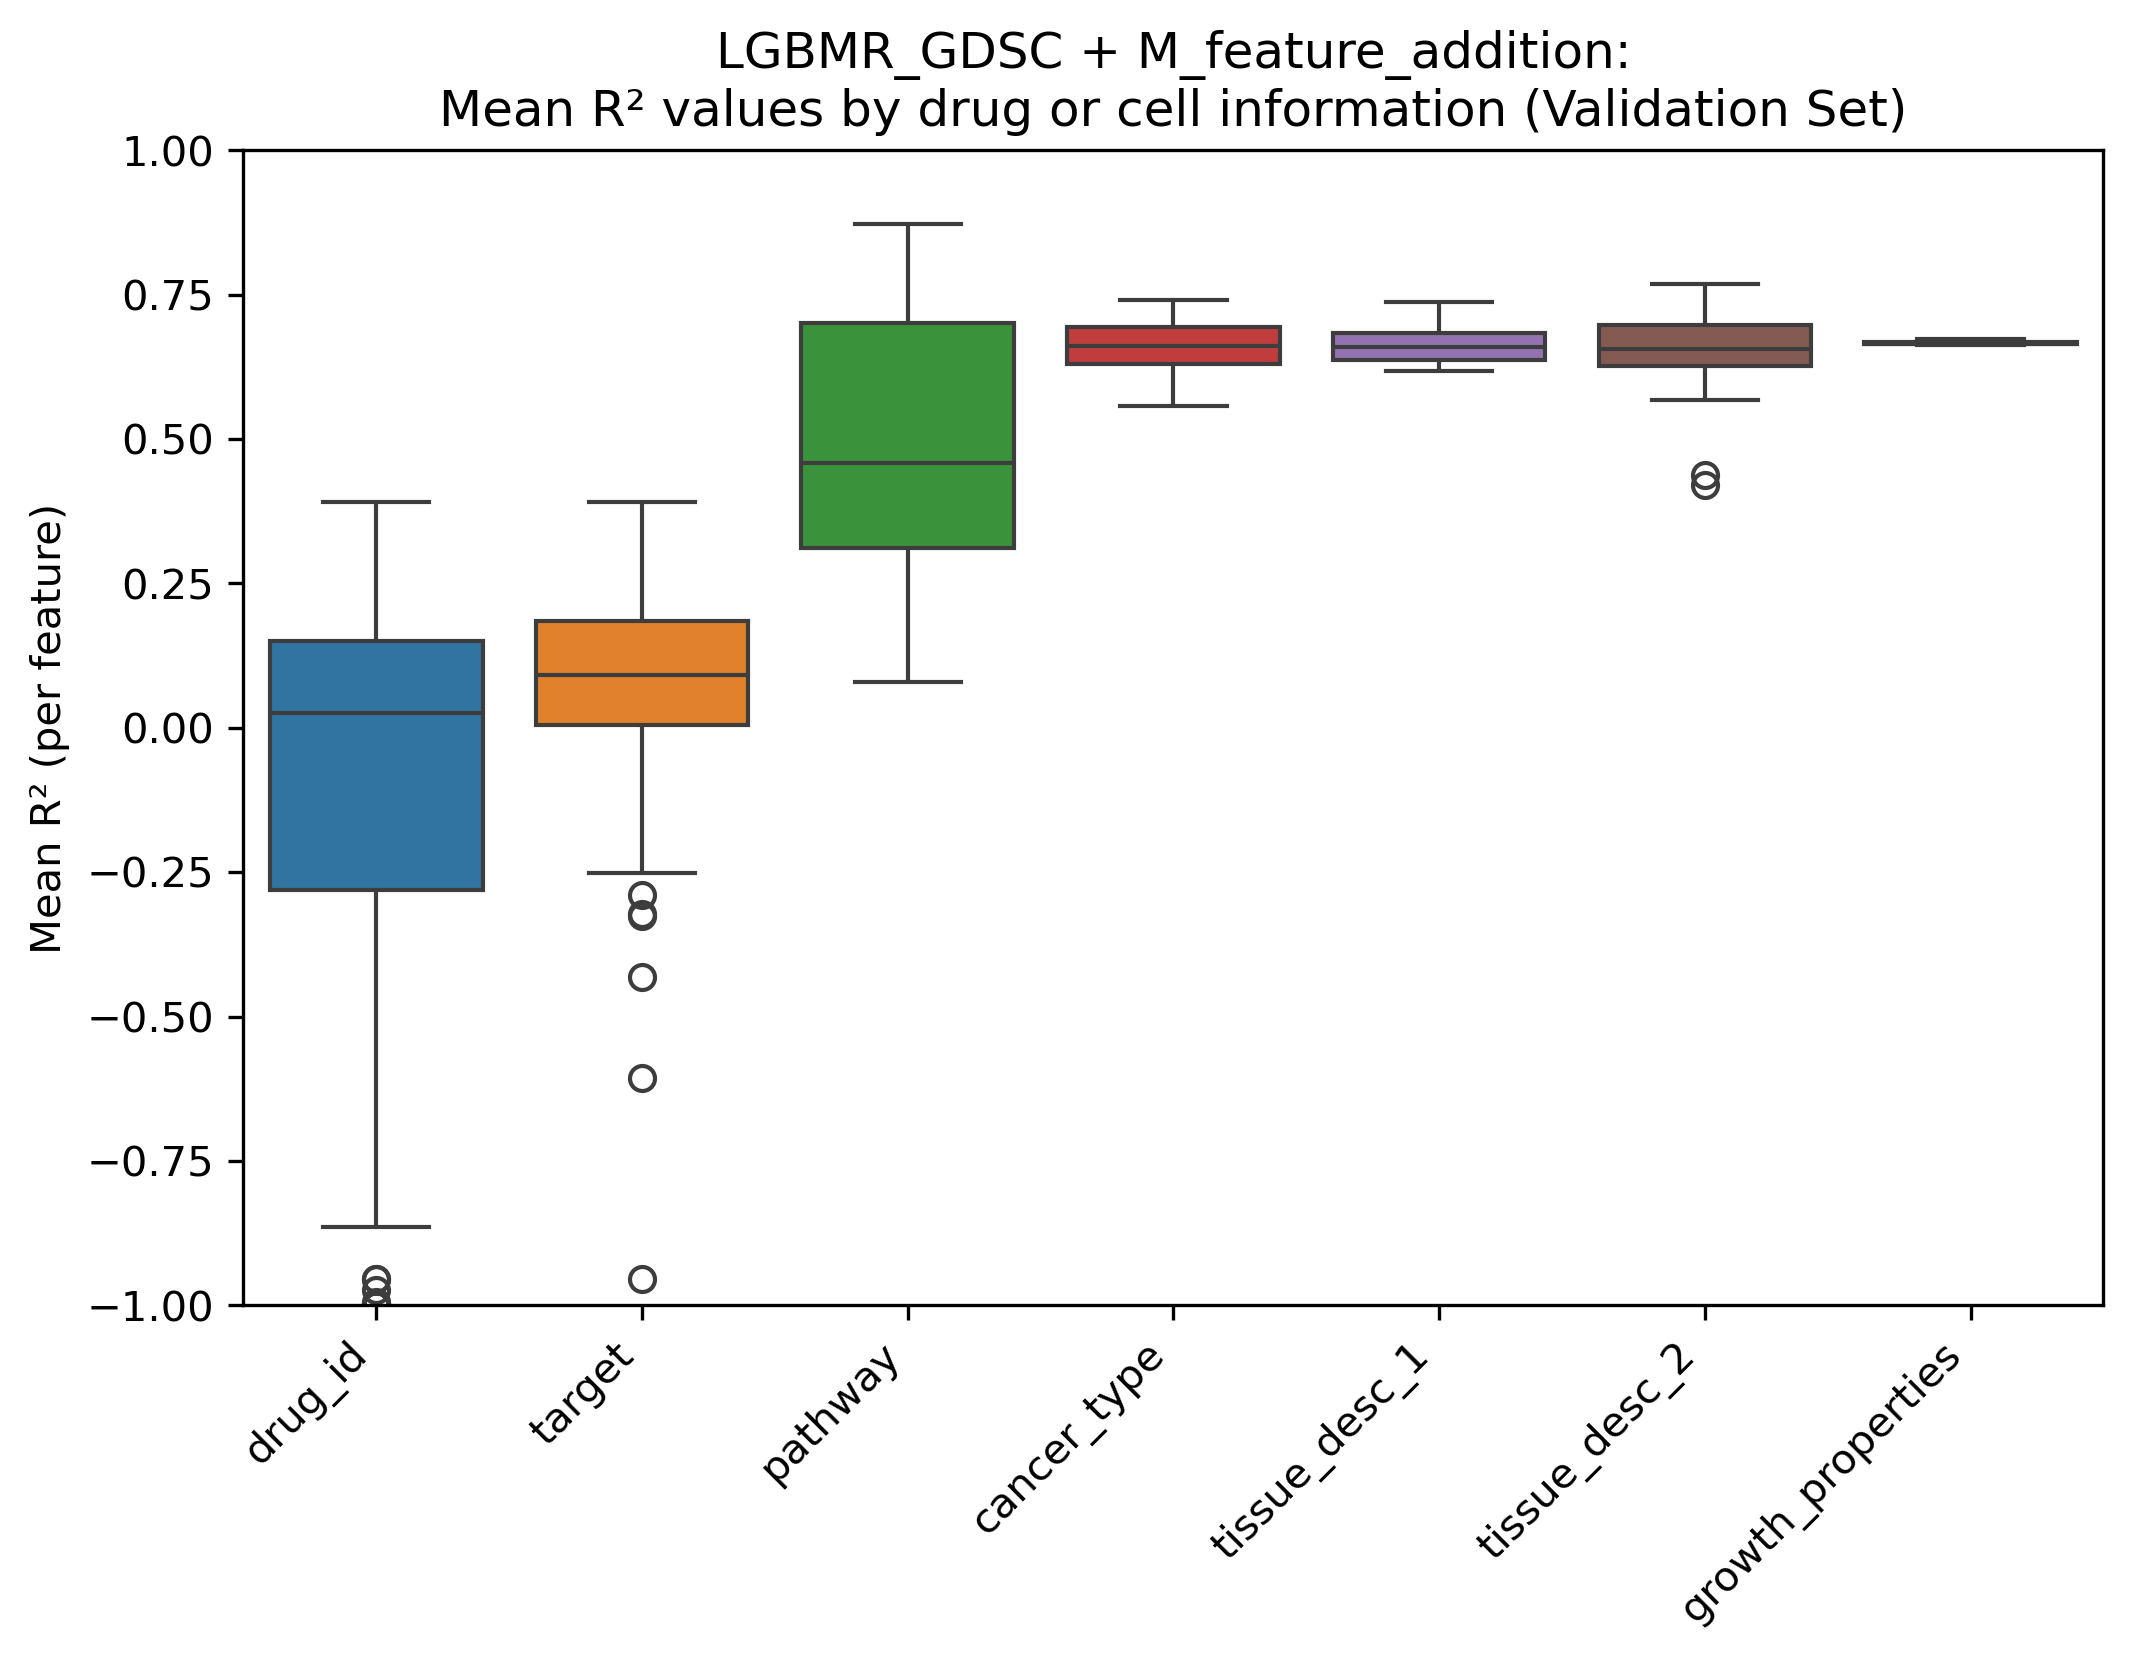 LGBMR_GDSC + M_feature_addition:
Mean R² values by drug or cell information (Validation Set)
Mean R² (per feature)
1.00
0.75
0.50
0.25
0.00
−0.25
−0.50
−0.75
−1.00
drug_id
target
pathway
cancer_type
tissue_desc_1
tissue_desc_2
growth_properties